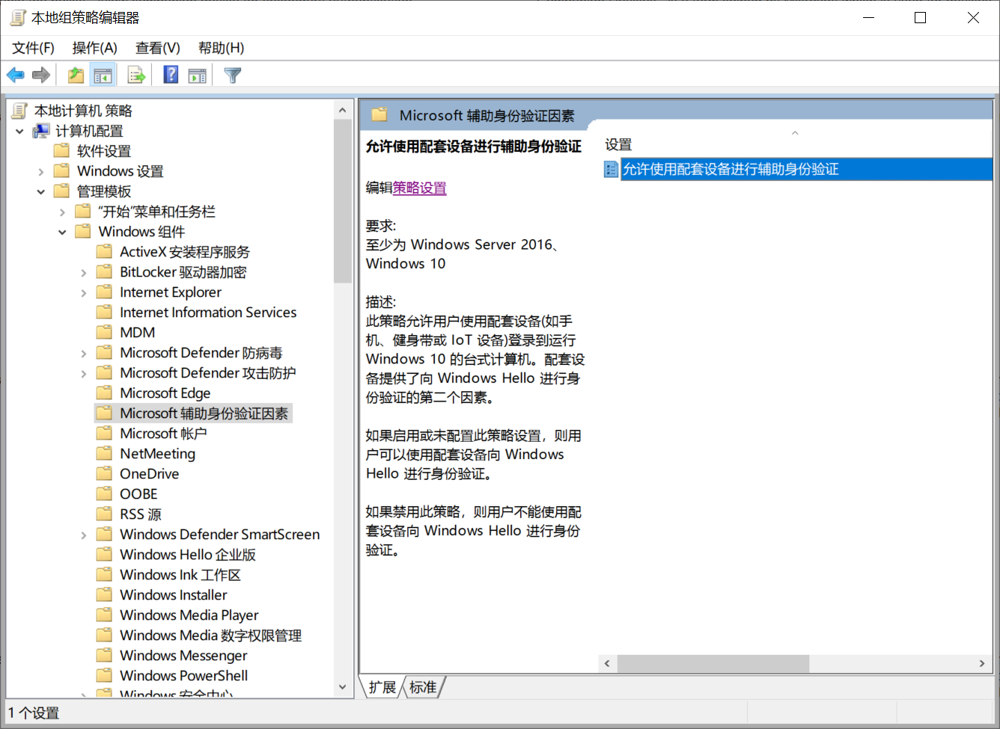 本地组策略编辑器
文件(F) 操作(A) 查看(V) 帮助(H)
本地计算机 策略
计算机配置
软件设置
Windows 设置
管理模板
“开始”菜单和任务栏
Windows 组件
ActiveX 安装程序服务
BitLocker 驱动器加密
Internet Explorer
Internet Information Services
MDM
Microsoft Defender 防病毒
Microsoft Defender 攻击防护
Microsoft Edge
Microsoft 辅助身份验证因素
Microsoft 帐户
NetMeeting
OneDrive
OOBE
RSS 源
Windows Defender SmartScreen
Windows Hello 企业版
Windows Ink 工作区
Windows Installer
Windows Media Player
Windows Media 数字权限管理
Windows Messenger
Windows PowerShell
Windows 安全中心
Microsoft 辅助身份验证因素
允许使用配套设备进行辅助身份验证
编辑策略设置
要求:
至少为 Windows Server 2016、
Windows 10
描述:
此策略允许用户使用配套设备(如手
机、健身带或 IoT 设备)登录到运行
Windows 10 的台式计算机。配套设
备提供了向 Windows Hello 进行身
份验证的第二个因素。
如果启用或未配置此策略设置，则用
户可以使用配套设备向 Windows
Hello 进行身份验证。
如果禁用此策略，则用户不能使用配
套设备向 Windows Hello 进行身份
验证。
设置
允许使用配套设备进行辅助身份验证
扩展 标准
1 个设置